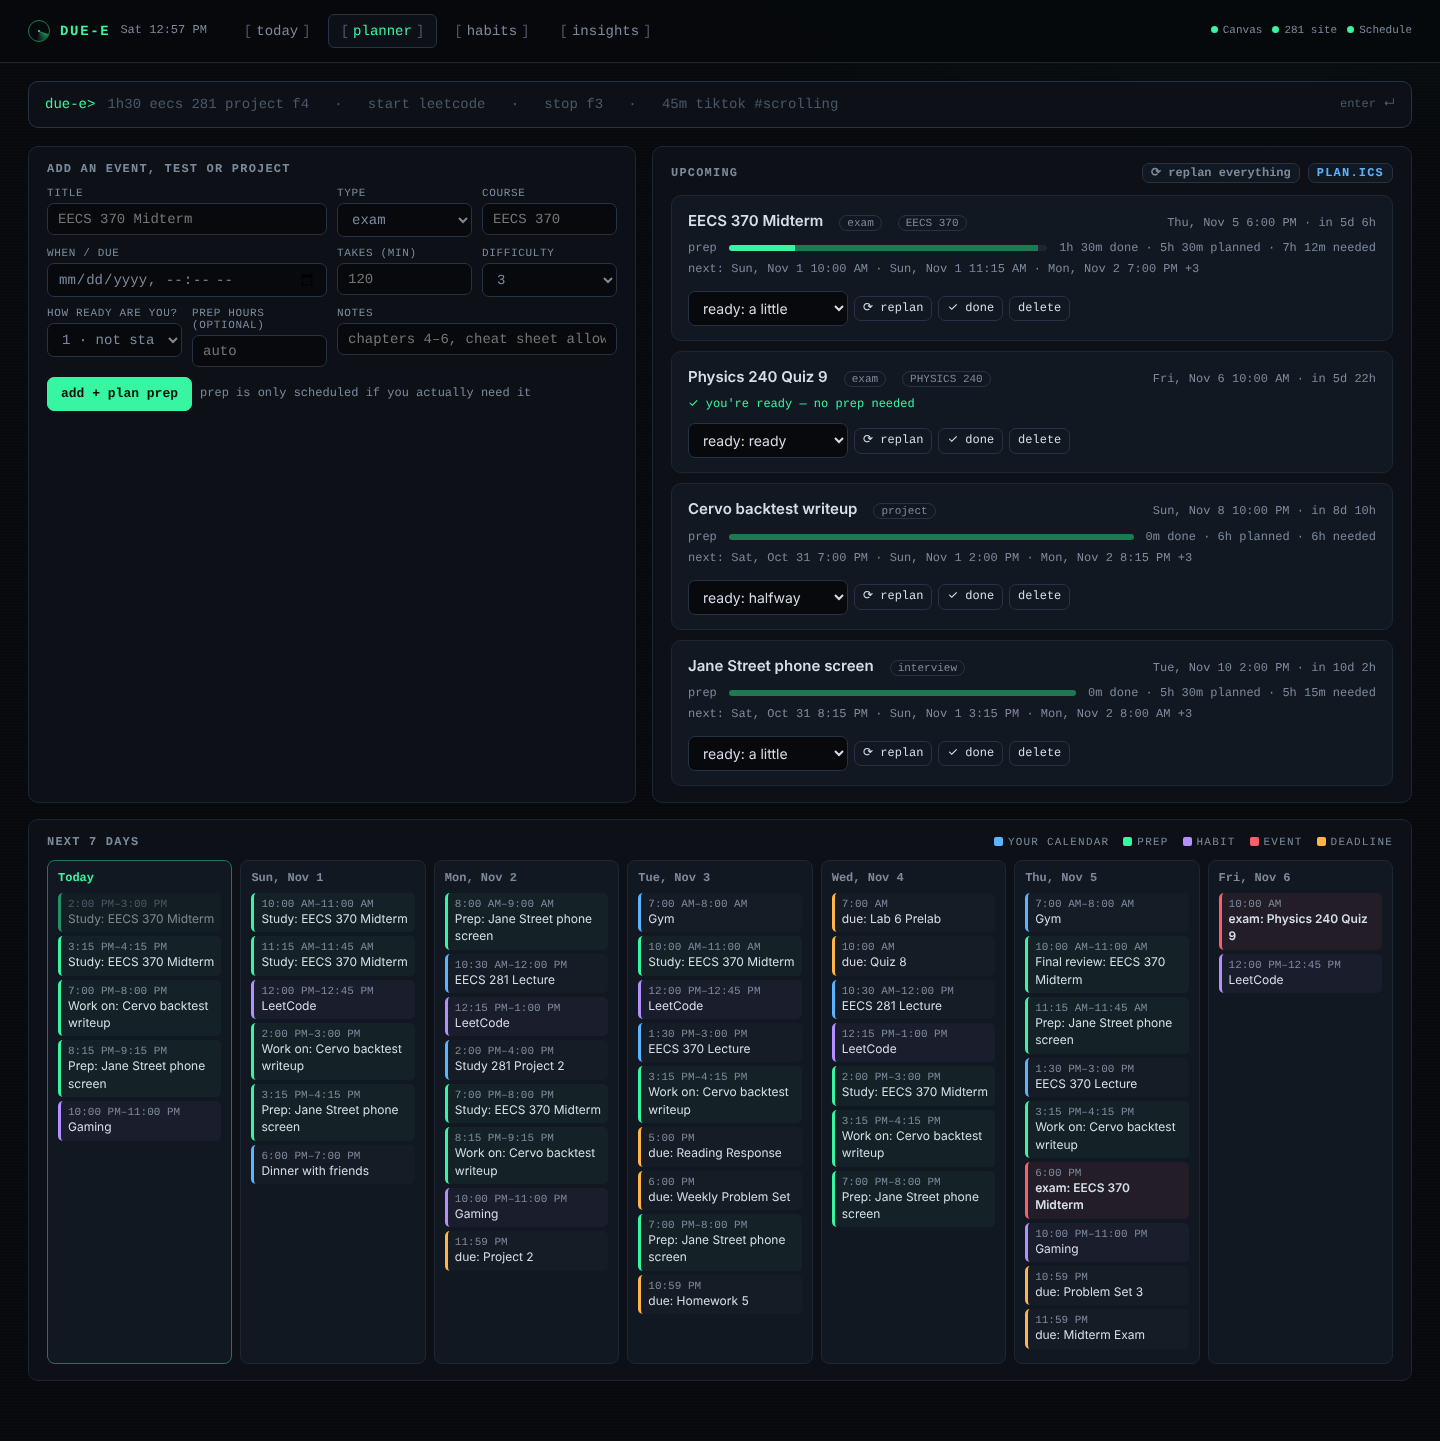 DUE-E Sat 12:57 PM [ today ] [ planner ] [ habits ] [ insights ] Canvas 281 site Schedule
due-e> 1h30 eecs 281 project f4 · start leetcode · stop f3 · 45m tiktok #scrolling enter ↵
ADD AN EVENT, TEST OR PROJECT
TITLE TYPE COURSE
EECS 370 Midterm exam EECS 370
WHEN / DUE TAKES (MIN) DIFFICULTY
mm/dd/yyyy, --:-- -- 120 3
HOW READY ARE YOU? PREP HOURS (OPTIONAL) NOTES
1 · not sta auto chapters 4–6, cheat sheet allow
add + plan prep prep is only scheduled if you actually need it
UPCOMING ⟳ replan everything PLAN.ICS
EECS 370 Midterm exam EECS 370 Thu, Nov 5 6:00 PM · in 5d 6h
prep 1h 30m done · 5h 30m planned · 7h 12m needed
next: Sun, Nov 1 10:00 AM · Sun, Nov 1 11:15 AM · Mon, Nov 2 7:00 PM +3
ready: a little ⟳ replan ✓ done delete
Physics 240 Quiz 9 exam PHYSICS 240 Fri, Nov 6 10:00 AM · in 5d 22h
✓ you're ready — no prep needed
ready: ready ⟳ replan ✓ done delete
Cervo backtest writeup project Sun, Nov 8 10:00 PM · in 8d 10h
prep 0m done · 6h planned · 6h needed
next: Sat, Oct 31 7:00 PM · Sun, Nov 1 2:00 PM · Mon, Nov 2 8:15 PM +3
ready: halfway ⟳ replan ✓ done delete
Jane Street phone screen interview Tue, Nov 10 2:00 PM · in 10d 2h
prep 0m done · 5h 30m planned · 5h 15m needed
next: Sat, Oct 31 8:15 PM · Sun, Nov 1 3:15 PM · Mon, Nov 2 8:00 AM +3
ready: a little ⟳ replan ✓ done delete
NEXT 7 DAYS YOUR CALENDAR PREP HABIT EVENT DEADLINE
Today
2:00 PM–3:00 PM
Study: EECS 370 Midterm
3:15 PM–4:15 PM
Study: EECS 370 Midterm
7:00 PM–8:00 PM
Work on: Cervo backtest
writeup
8:15 PM–9:15 PM
Prep: Jane Street phone
screen
10:00 PM–11:00 PM
Gaming
Sun, Nov 1
10:00 AM–11:00 AM
Study: EECS 370 Midterm
11:15 AM–11:45 AM
Study: EECS 370 Midterm
12:00 PM–12:45 PM
LeetCode
2:00 PM–3:00 PM
Work on: Cervo backtest
writeup
3:15 PM–4:15 PM
Prep: Jane Street phone
screen
6:00 PM–7:00 PM
Dinner with friends
Mon, Nov 2
8:00 AM–9:00 AM
Prep: Jane Street phone
screen
10:30 AM–12:00 PM
EECS 281 Lecture
12:15 PM–1:00 PM
LeetCode
2:00 PM–4:00 PM
Study 281 Project 2
7:00 PM–8:00 PM
Study: EECS 370 Midterm
8:15 PM–9:15 PM
Work on: Cervo backtest
writeup
10:00 PM–11:00 PM
Gaming
11:59 PM
due: Project 2
Tue, Nov 3
7:00 AM–8:00 AM
Gym
10:00 AM–11:00 AM
Study: EECS 370 Midterm
12:00 PM–12:45 PM
LeetCode
1:30 PM–3:00 PM
EECS 370 Lecture
3:15 PM–4:15 PM
Work on: Cervo backtest
writeup
5:00 PM
due: Reading Response
6:00 PM
due: Weekly Problem Set
7:00 PM–8:00 PM
Prep: Jane Street phone
screen
10:59 PM
due: Homework 5
Wed, Nov 4
7:00 AM
due: Lab 6 Prelab
10:00 AM
due: Quiz 8
10:30 AM–12:00 PM
EECS 281 Lecture
12:15 PM–1:00 PM
LeetCode
2:00 PM–3:00 PM
Study: EECS 370 Midterm
3:15 PM–4:15 PM
Work on: Cervo backtest
writeup
7:00 PM–8:00 PM
Prep: Jane Street phone
screen
Thu, Nov 5
7:00 AM–8:00 AM
Gym
10:00 AM–11:00 AM
Final review: EECS 370
Midterm
11:15 AM–11:45 AM
Prep: Jane Street phone
screen
1:30 PM–3:00 PM
EECS 370 Lecture
3:15 PM–4:15 PM
Work on: Cervo backtest
writeup
6:00 PM
exam: EECS 370
Midterm
10:00 PM–11:00 PM
Gaming
10:59 PM
due: Problem Set 3
11:59 PM
due: Midterm Exam
Fri, Nov 6
10:00 AM
exam: Physics 240 Quiz
9
12:00 PM–12:45 PM
LeetCode